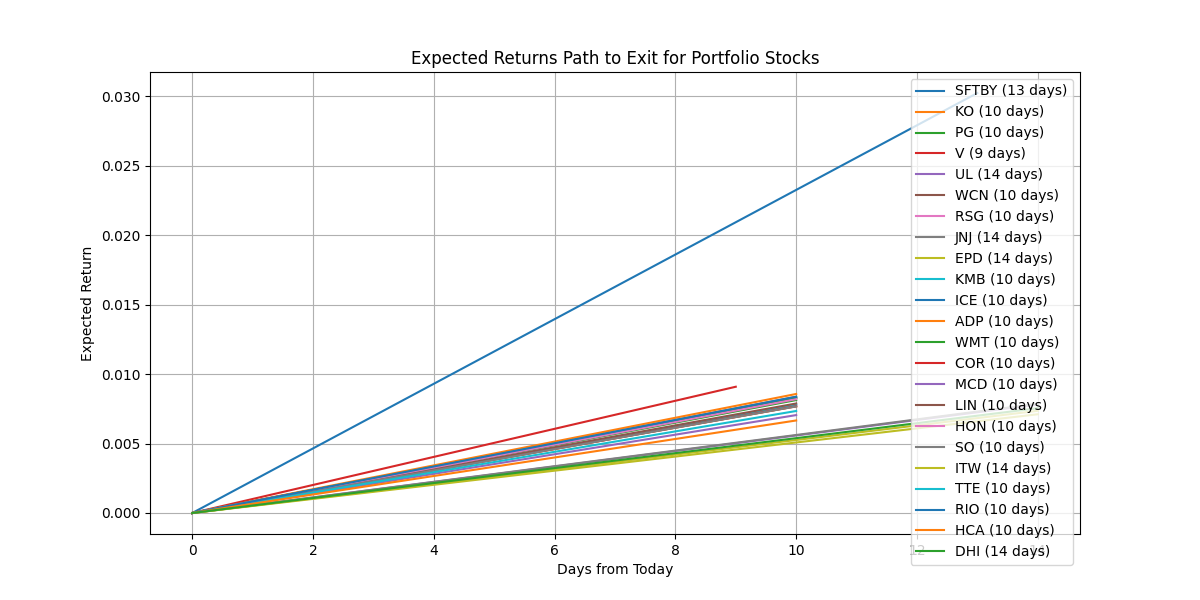 Expected Returns Path to Exit for Portfolio Stocks
Expected Return
0.030
0.025
0.020
0.015
0.010
0.005
0.000
SFTBY (13 days)
KO (10 days)
PG (10 days)
V (9 days)
UL (14 days)
WCN (10 days)
RSG (10 days)
JNJ (14 days)
EPD (14 days)
KMB (10 days)
ICE (10 days)
ADP (10 days)
WMT (10 days)
COR (10 days)
MCD (10 days)
LIN (10 days)
HON (10 days)
SO (10 days)
ITW (14 days)
TTE (10 days)
RIO (10 days)
HCA (10 days)
DHI (14 days)
0 2 4 6 8 10 12 14
Days from Today